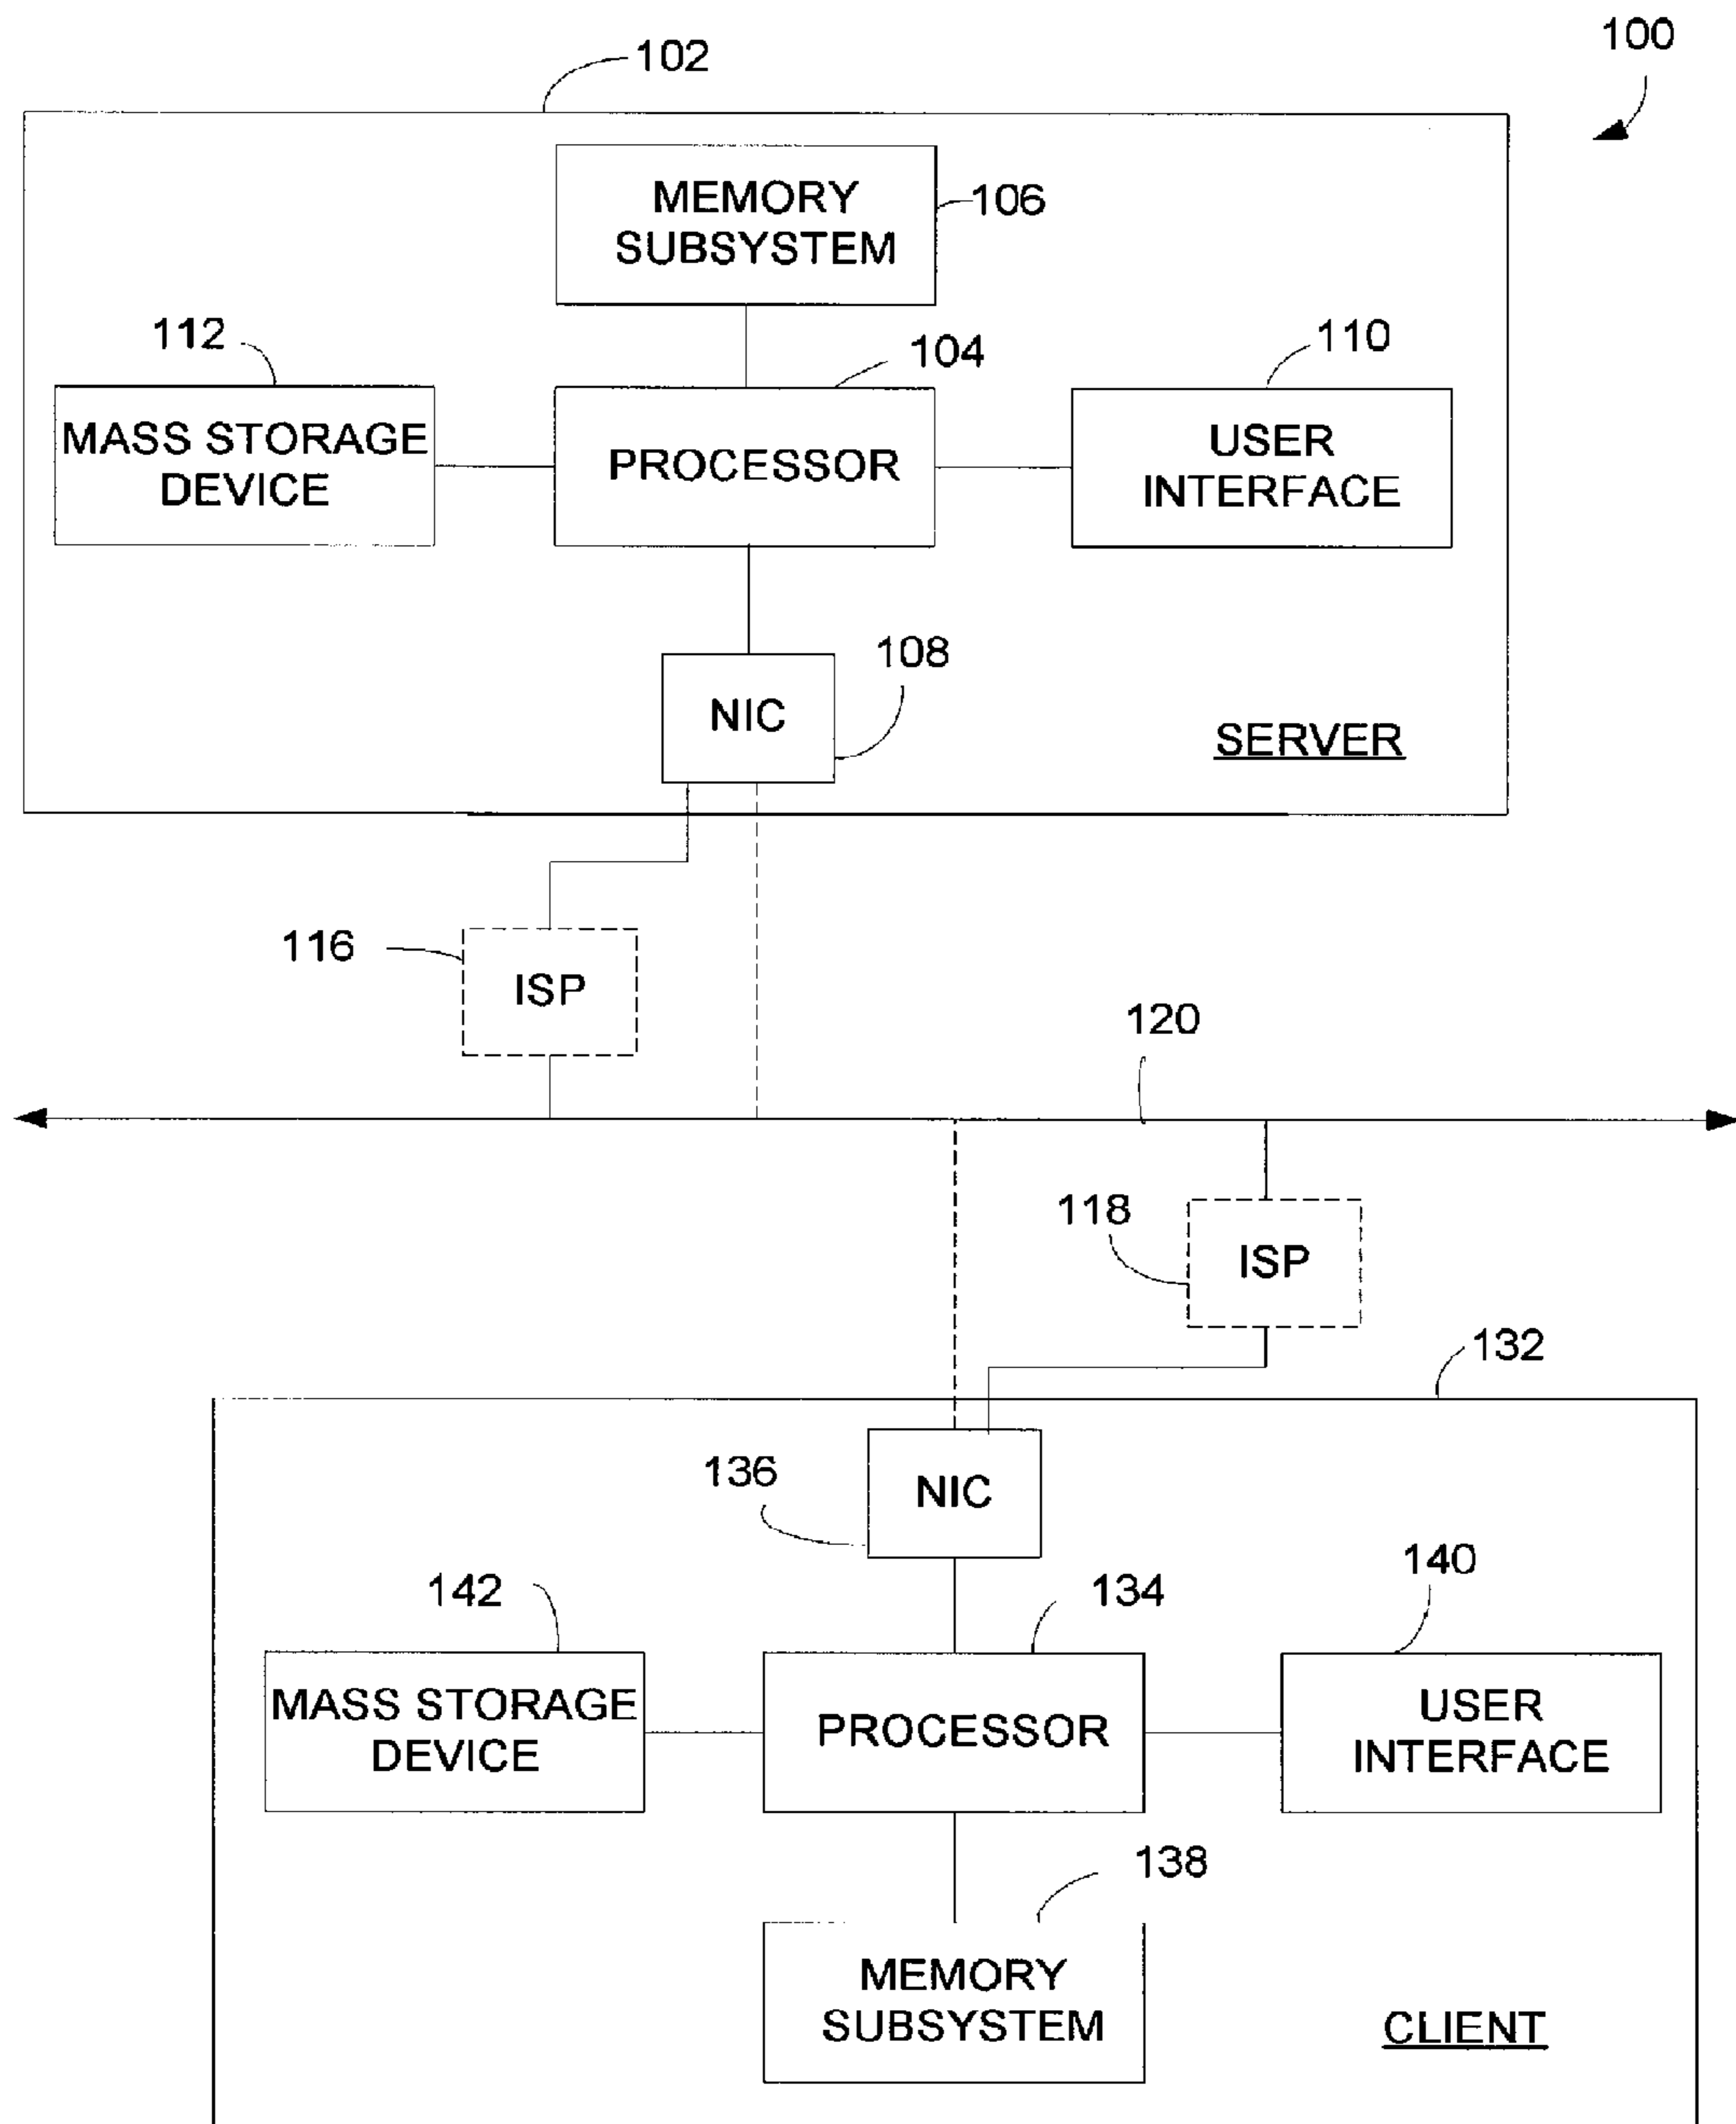 100
102
MEMORY
SUBSYSTEM
106
112
104
110
MASS STORAGE
DEVICE
PROCESSOR
USER
INTERFACE
108
NIC
SERVER
116
ISP
120
118
ISP
132
136
NIC
142
134
140
MASS STORAGE
DEVICE
PROCESSOR
USER
INTERFACE
138
MEMORY
SUBSYSTEM
CLIENT